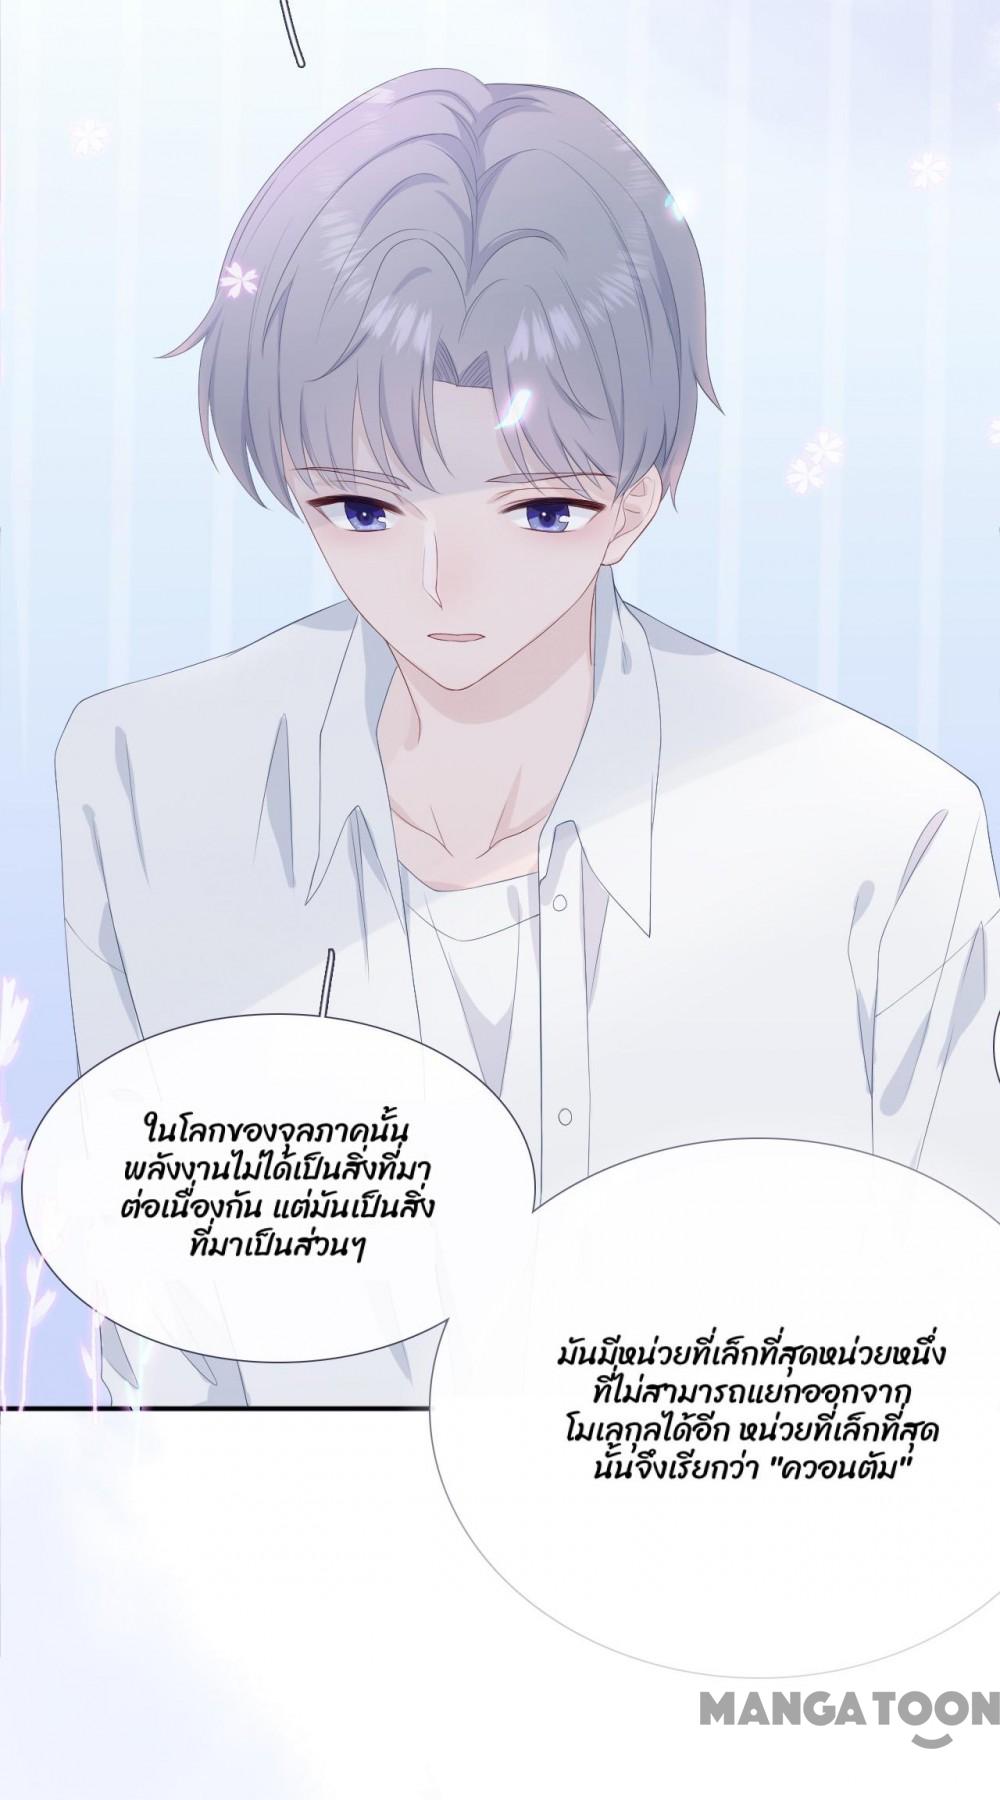 ในโลกของจุลภาคนั้น
พลังงานไม่ได้เป็นสิ่งที่มา
ต่อเนื่องกัน แต่มันเป็นสิ่ง
ที่มาเป็นส่วนๆ
มันมีหน่วยที่เล็กที่สุดหน่วยหนึ่ง
ที่ไม่สามารถแยกออกจาก
โมเลกุลได้อีก หน่วยที่เล็กที่สุด
นั้นจึงเรียกว่า "ควอนตัม"
MANGATOON